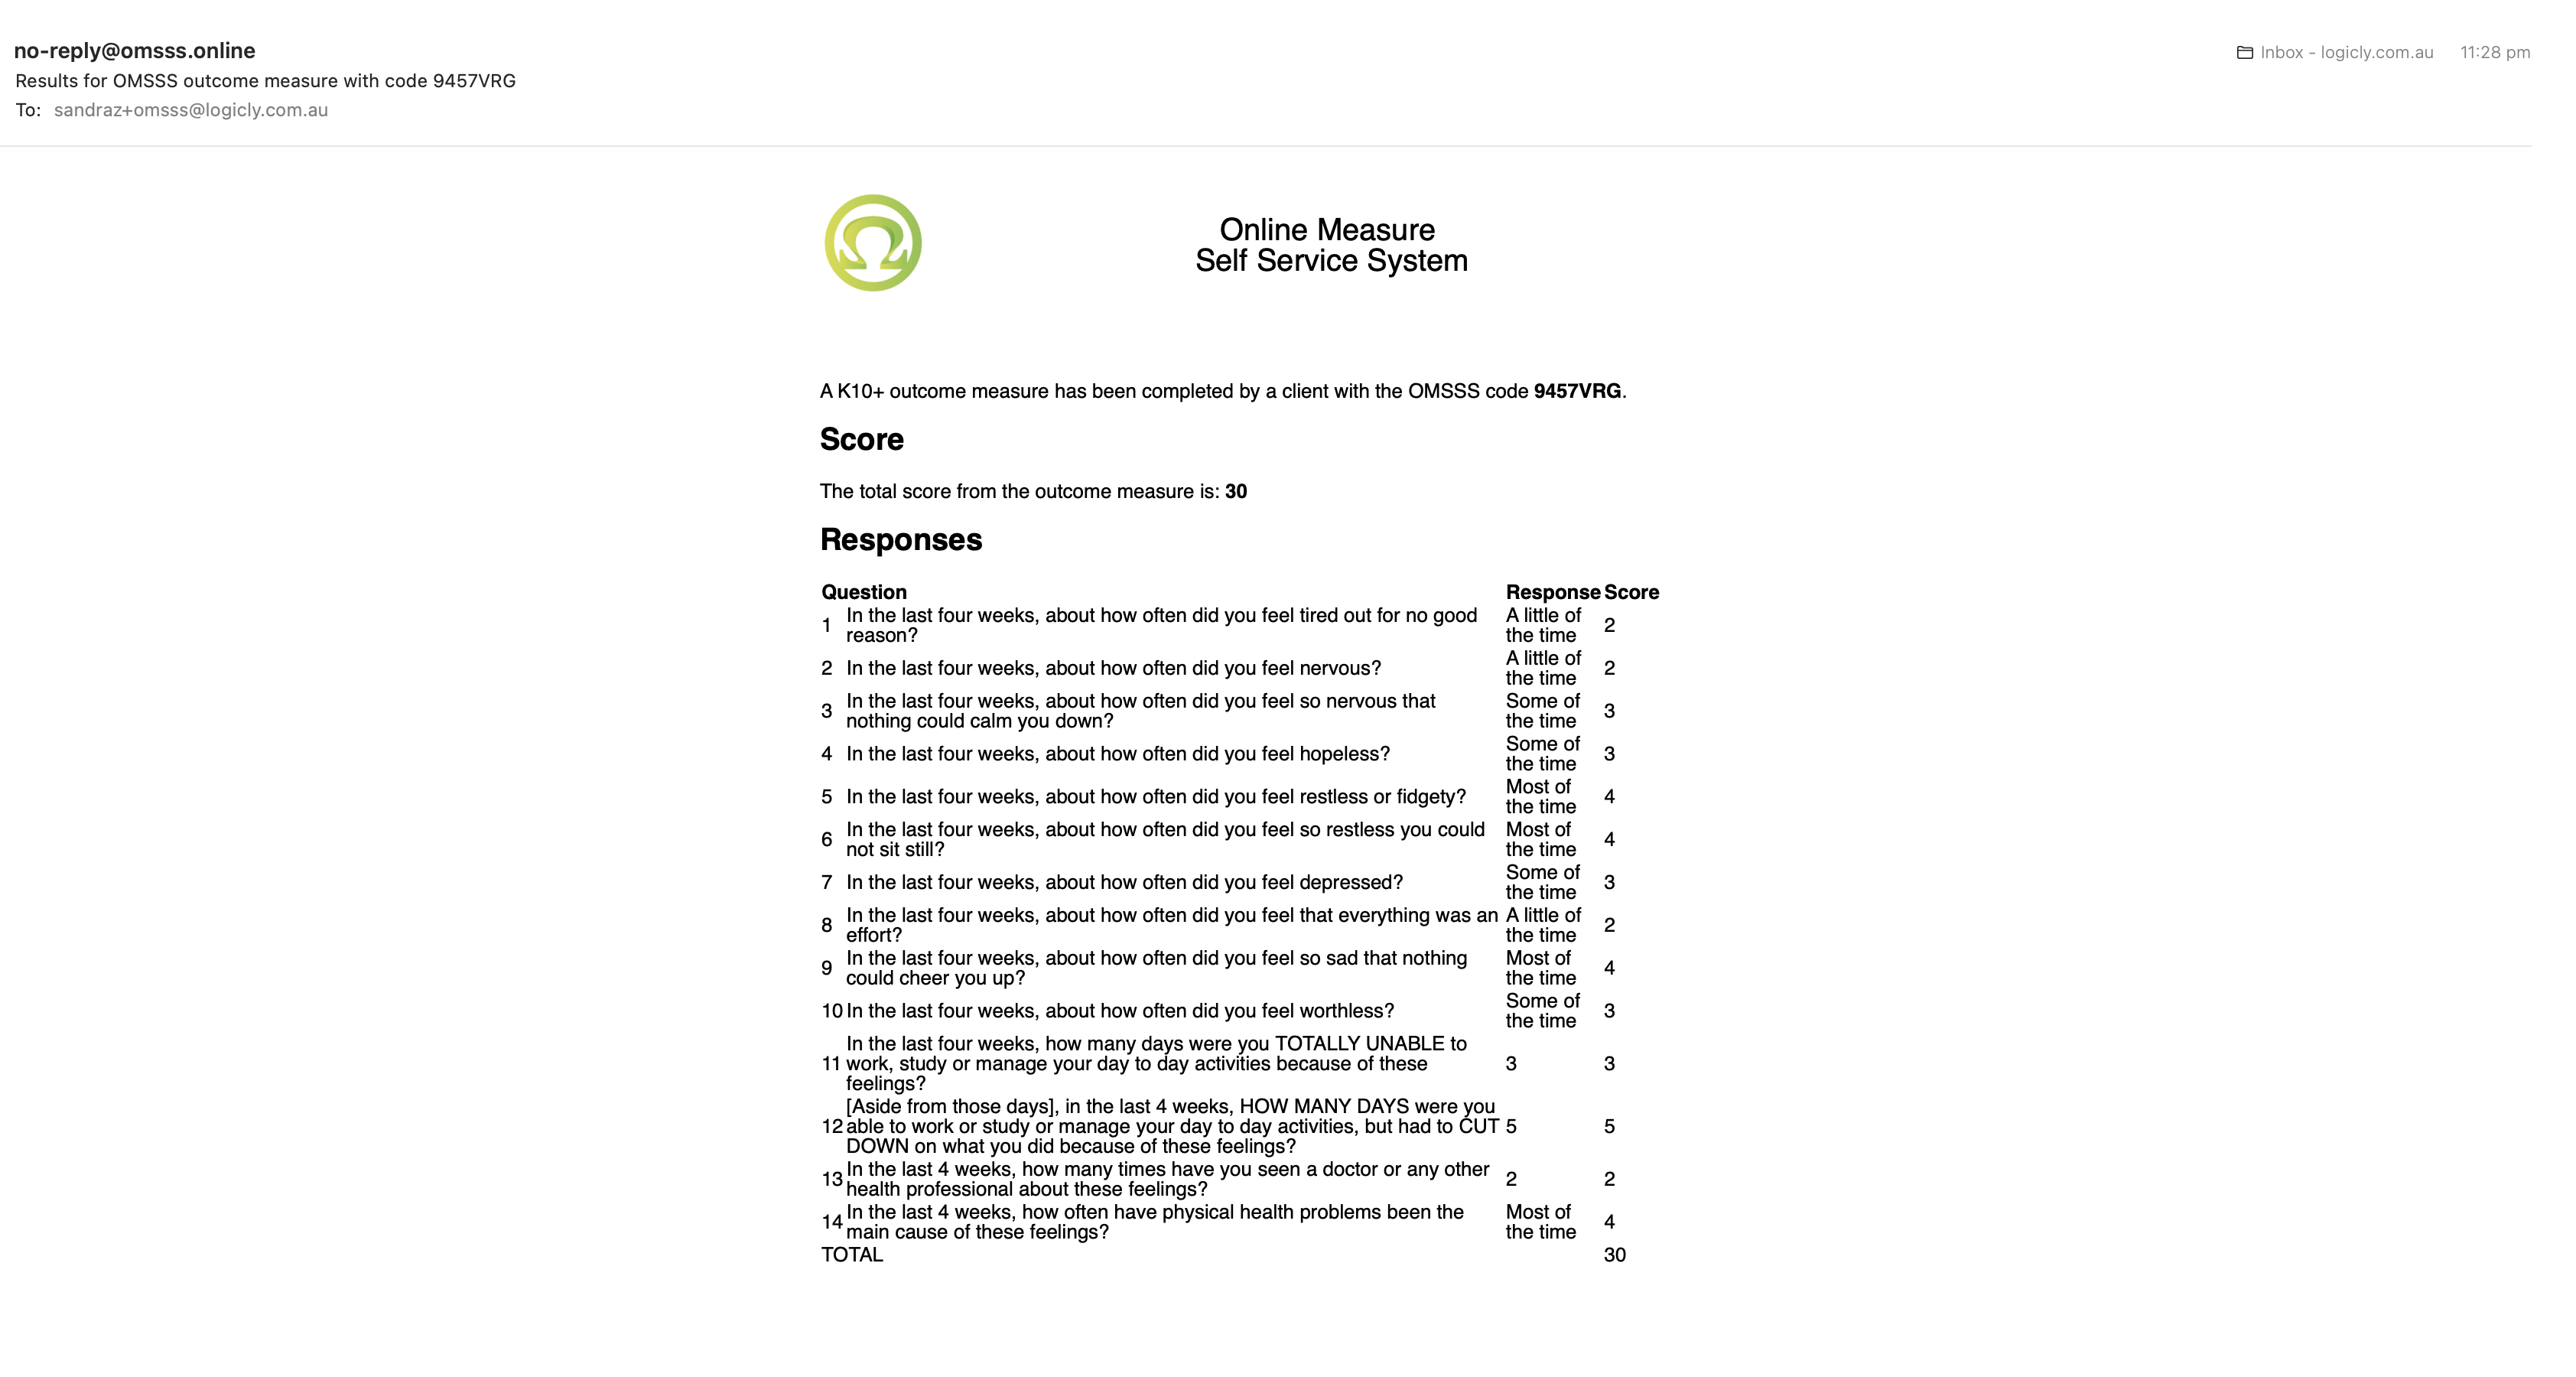 no-reply@omsss.online
Inbox - logicly.com.au 11:28 pm
Results for OMSSS outcome measure with code 9457VRG
To: sandraz+omsss@logicly.com.au
Online Measure
Self Service System
A K10+ outcome measure has been completed by a client with the OMSSS code 9457VRG.
Score
The total score from the outcome measure is: 30
Responses
Question Response Score
1 In the last four weeks, about how often did you feel tired out for no good
reason?
A little of
the time
2
2 In the last four weeks, about how often did you feel nervous?
A little of
the time
2
3 In the last four weeks, about how often did you feel so nervous that
nothing could calm you down?
Some of
the time
3
4 In the last four weeks, about how often did you feel hopeless?
Some of
the time
3
5 In the last four weeks, about how often did you feel restless or fidgety?
Most of
the time
4
6 In the last four weeks, about how often did you feel so restless you could
not sit still?
Most of
the time
4
7 In the last four weeks, about how often did you feel depressed?
Some of
the time
3
8 In the last four weeks, about how often did you feel that everything was an
effort?
A little of
the time
2
9 In the last four weeks, about how often did you feel so sad that nothing
could cheer you up?
Most of
the time
4
10 In the last four weeks, about how often did you feel worthless?
Some of
the time
3
11 In the last four weeks, how many days were you TOTALLY UNABLE to
work, study or manage your day to day activities because of these
feelings?
3
3
12 [Aside from those days], in the last 4 weeks, HOW MANY DAYS were you
able to work or study or manage your day to day activities, but had to CUT
DOWN on what you did because of these feelings?
5
5
13 In the last 4 weeks, how many times have you seen a doctor or any other
health professional about these feelings?
2
2
14 In the last 4 weeks, how often have physical health problems been the
main cause of these feelings?
Most of
the time
4
TOTAL 30